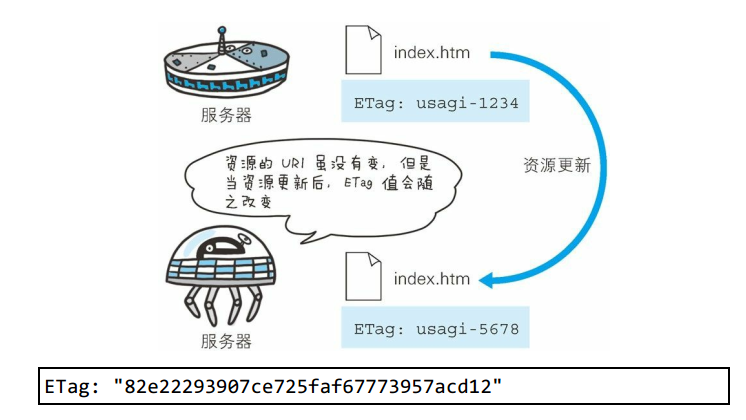 index.htm
ETag: usagi-1234
服务器
资源的 URI 虽没有变，但是
当资源更新后，ETag 值会随
之改变
资源更新
index.htm
ETag: usagi-5678
服务器
ETag: "82e22293907ce725faf67773957acd12"